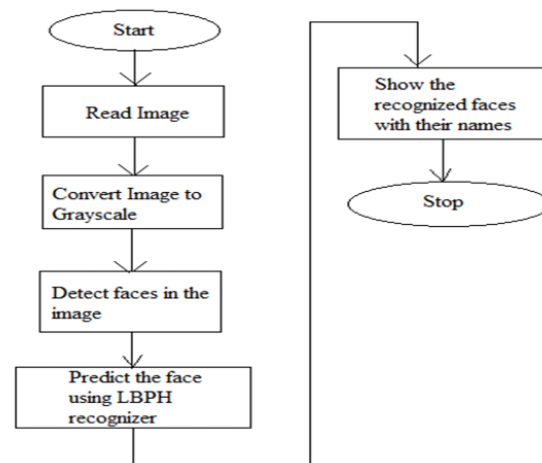 Start
Read Image
Convert Image to
Grayscale
Detect faces in the
image
Predict the face
using LBPH
recognizer
Show the
recognized faces
with their names
Stop